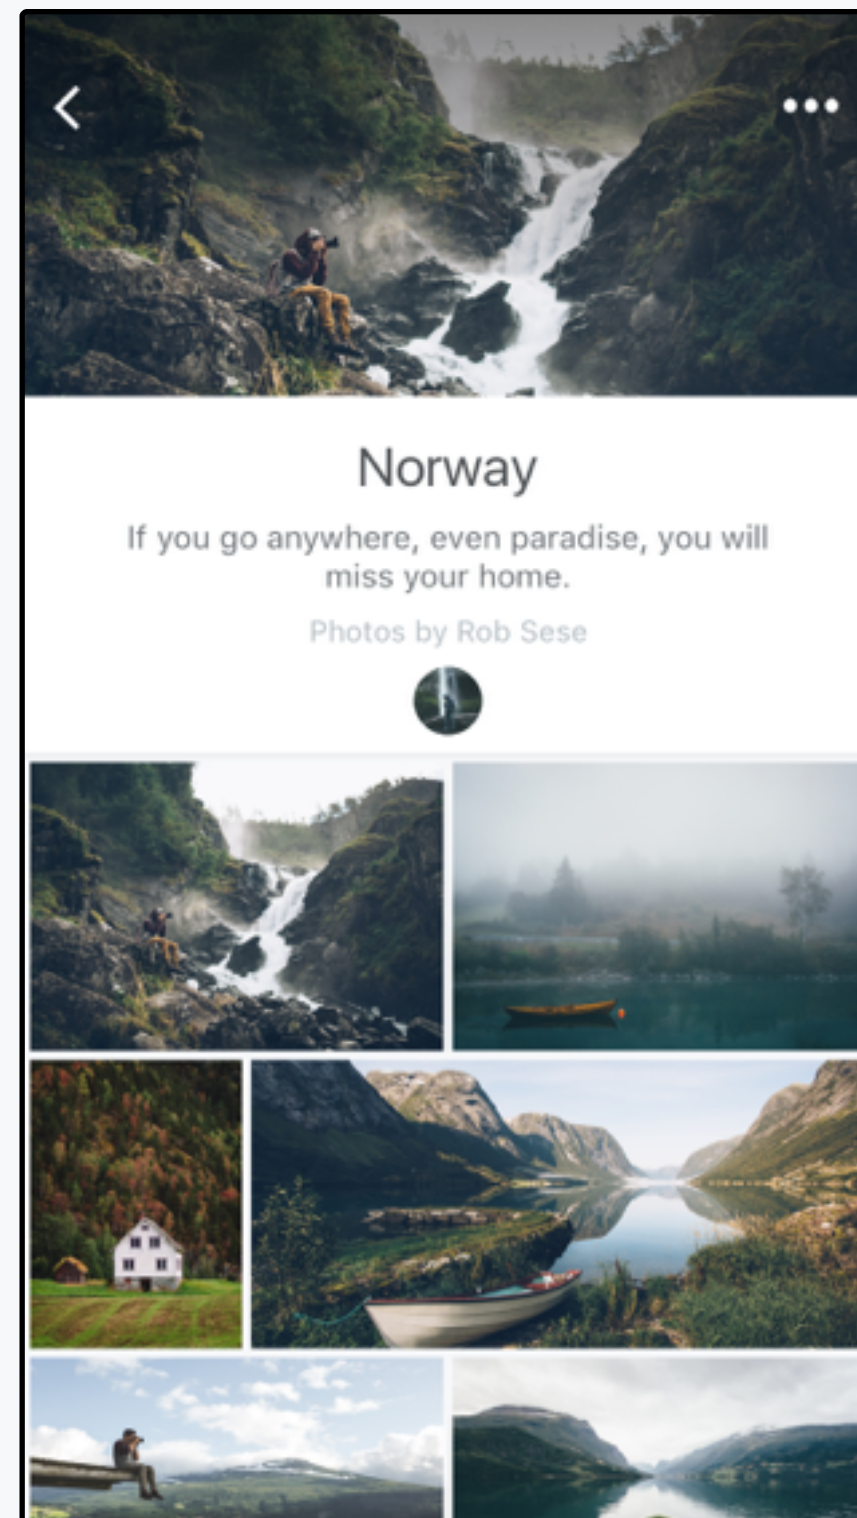 Norway
If you go anywhere, even paradise, you will
miss your home.
Photos by Rob Sese